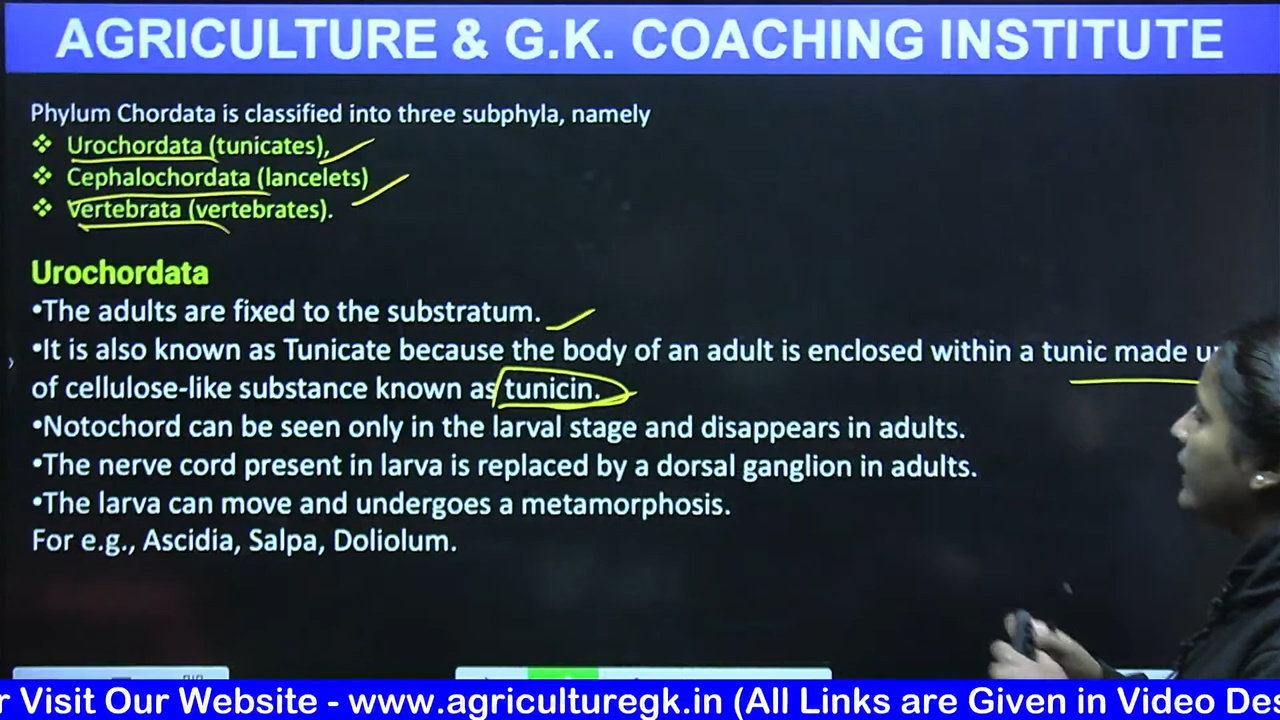 AGRICULTURE & G.K. COACHING INSTITUTE
Phylum Chordata is classified into three subphyla, namely
❖ Urochordata (tunicates),
❖ Cephalochordata (lancelets)
❖ Vertebrata (vertebrates).
Urochordata
•The adults are fixed to the substratum.
•It is also known as Tunicate because the body of an adult is enclosed within a tunic made
of cellulose-like substance known as tunicin.
•Notochord can be seen only in the larval stage and disappears in adults.
•The nerve cord present in larva is replaced by a dorsal ganglion in adults.
•The larva can move and undergoes a metamorphosis.
For e.g., Ascidia, Salpa, Doliolum.
Visit Our Website - www.agriculturegk.in (All Links are Given in Video